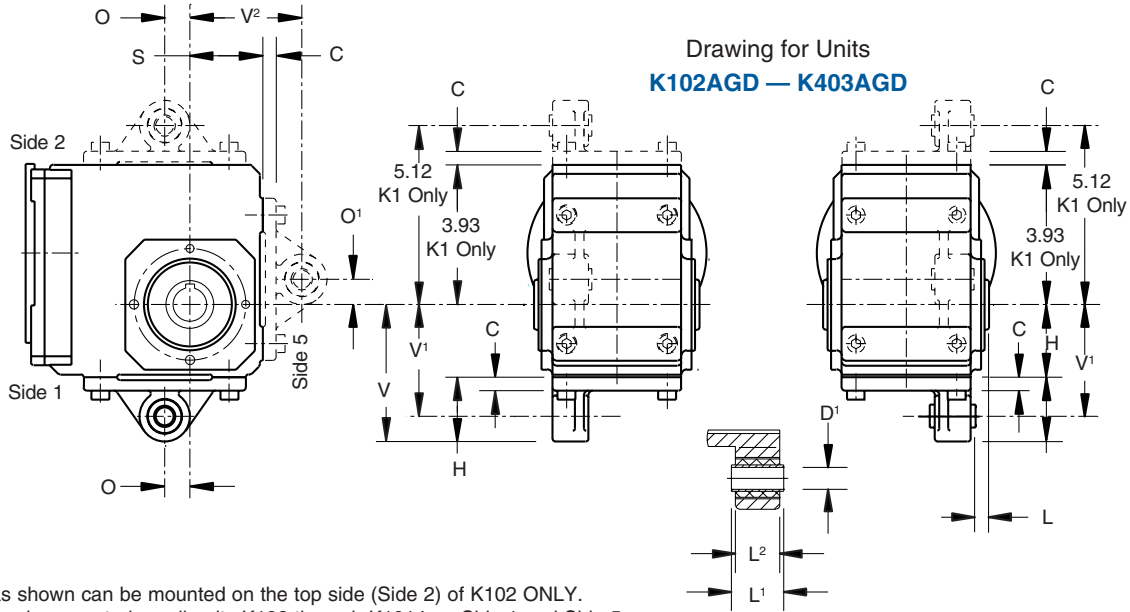 O
V²
S
C
Drawing for Units
K102AGD — K403AGD
C
C
Side 2
5.12
K1 Only
5.12
K1 Only
O¹
3.93
K1 Only
3.93
K1 Only
C
C
H
V¹
V¹
V
Side 5
Side 1
D¹
H
O
L
L²
L¹
as shown can be mounted on the top side (Side 2) of K102 ONLY.